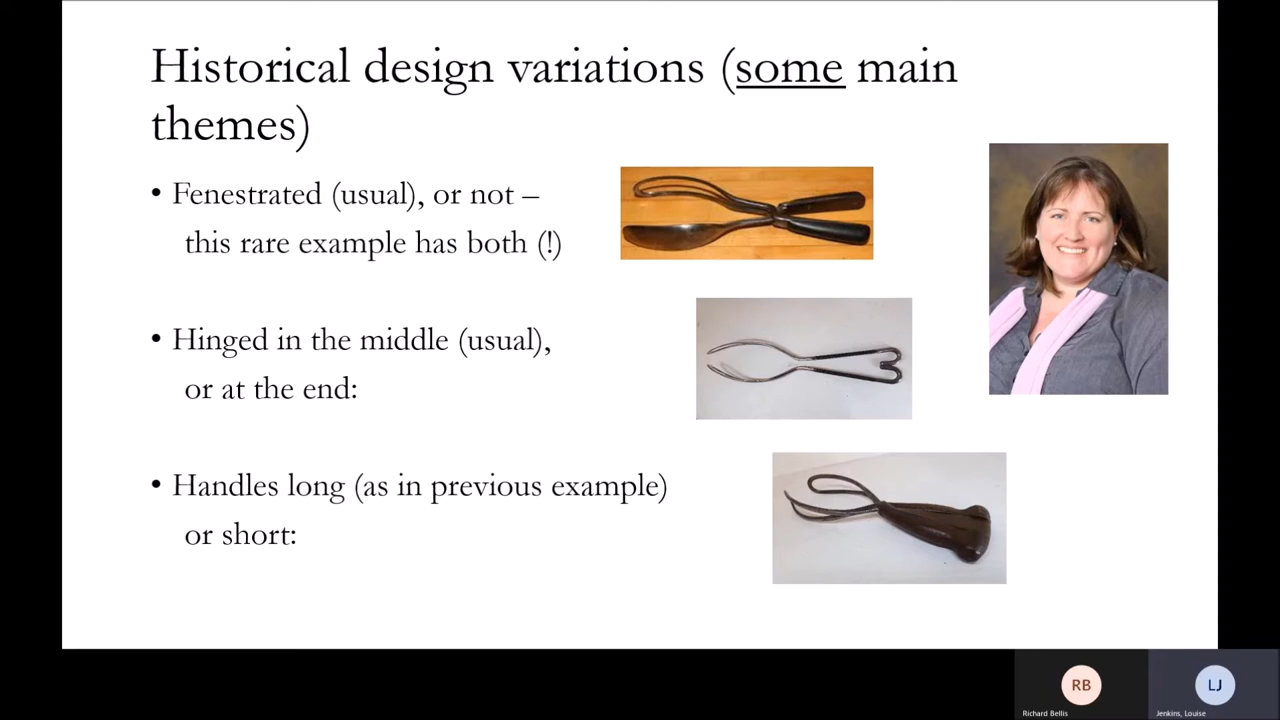 Historical design variations (some main
themes)
• Fenestrated (usual), or not –
this rare example has both (!)
• Hinged in the middle (usual),
or at the end:
• Handles long (as in previous example)
or short:
RB
LJ
Richard Bellis
Jenkins, Louise